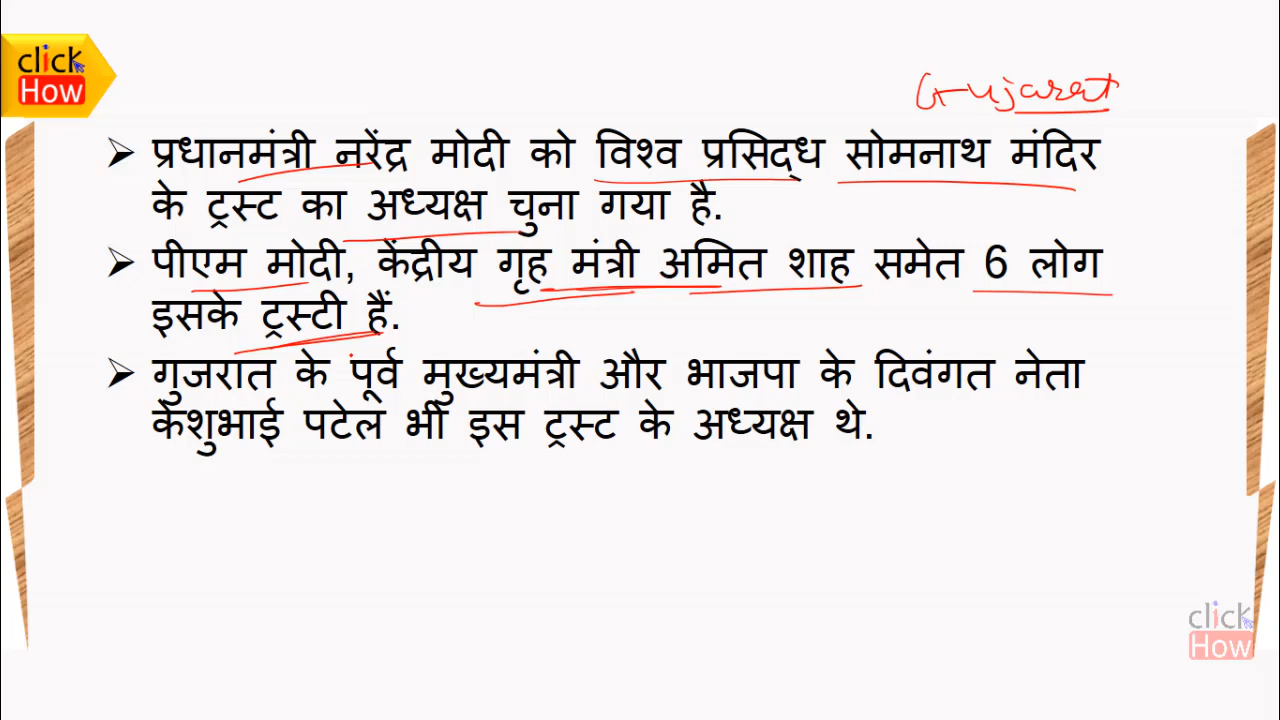 click
How
Gujarat
➢ प्रधानमंत्री नरेंद्र मोदी को विश्व प्रसिद्ध सोमनाथ मंदिर
के ट्रस्ट का अध्यक्ष चुना गया है.
➢ पीएम मोदी, केंद्रीय गृह मंत्री अमित शाह समेत 6 लोग
इसके ट्रस्टी हैं.
➢ गुजरात के पूर्व मुख्यमंत्री और भाजपा के दिवंगत नेता
केशुभाई पटेल भी इस ट्रस्ट के अध्यक्ष थे.
click
How